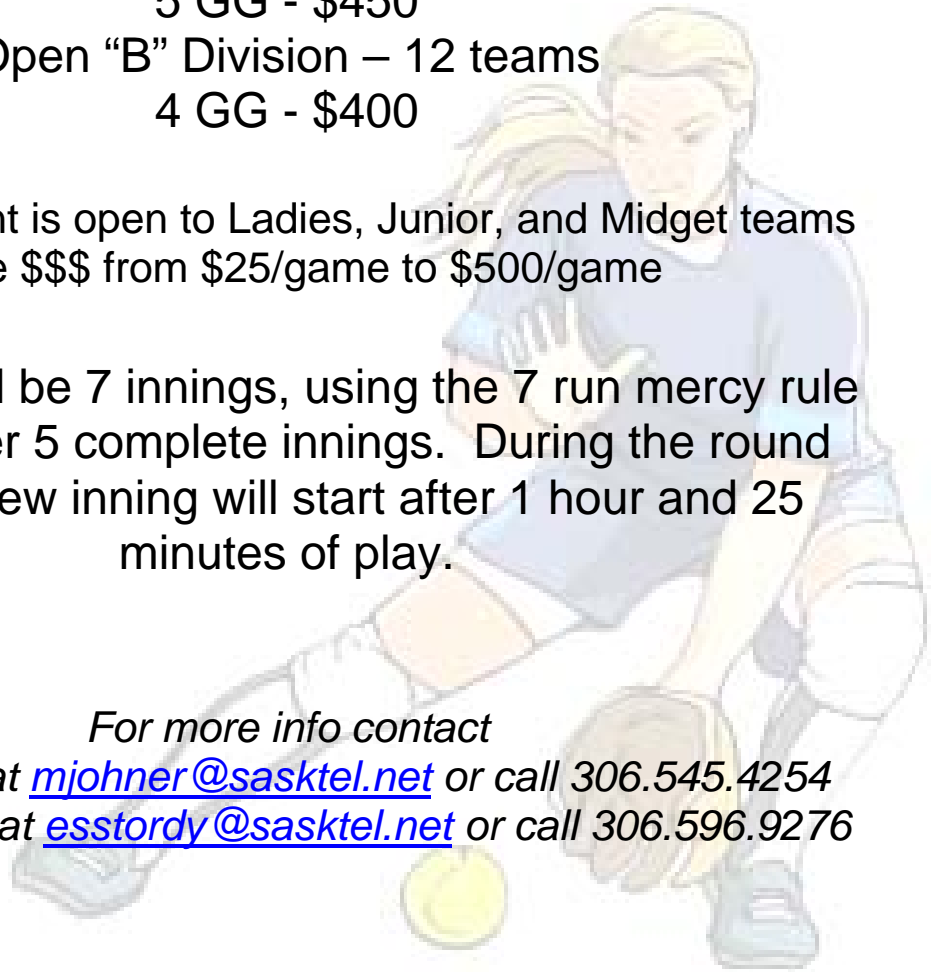 5 GG - $450
Open “B” Division – 12 teams
4 GG - $400
is open to Ladies, Junior, and Midget teams
$$$ from $25/game to $500/game
be 7 innings, using the 7 run mercy rule
5 complete innings. During the round
inning will start after 1 hour and 25
minutes of play.
For more info contact
at mjohner@sasktel.net or call 306.545.4254
at esstordy@sasktel.net or call 306.596.9276